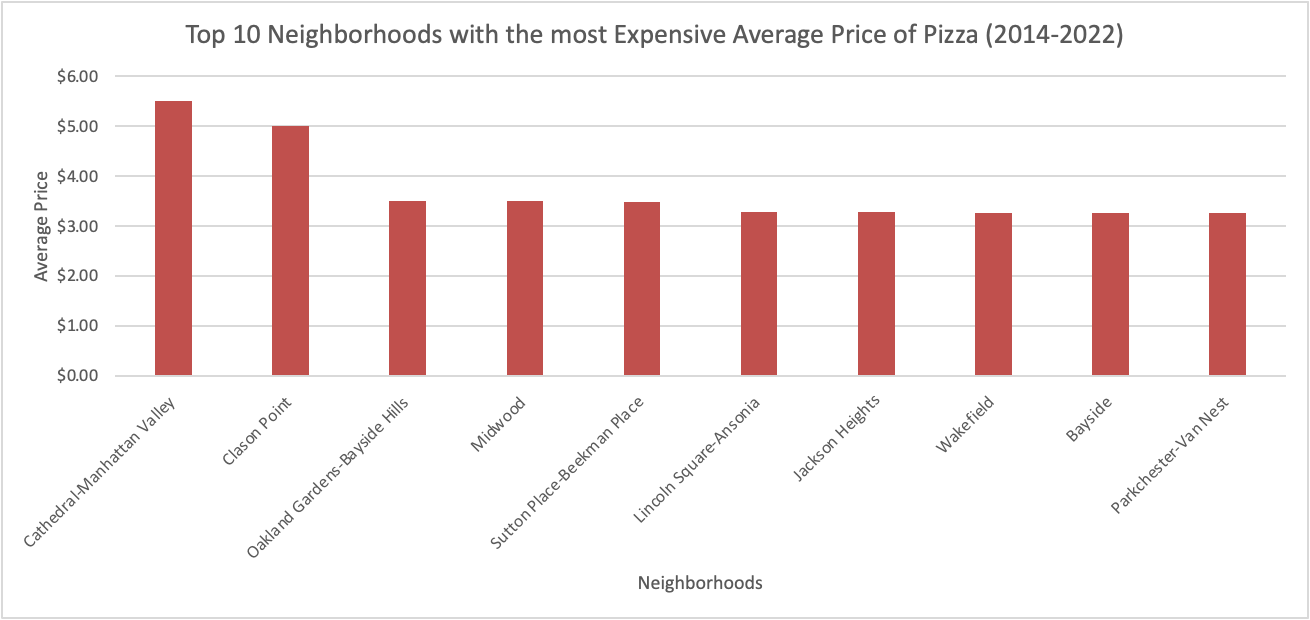 Top 10 Neighborhoods with the most Expensive Average Price of Pizza (2014-2022)
Average Price
$6.00
$5.00
$4.00
$3.00
$2.00
$1.00
$0.00
Cathedral-Manhattan Valley
Clason Point
Oakland Gardens-Bayside Hills
Midwood
Sutton Place-Beekman Place
Lincoln Square-Ansonia
Jackson Heights
Wakefield
Bayside
Parkchester-Van Nest
Neighborhoods